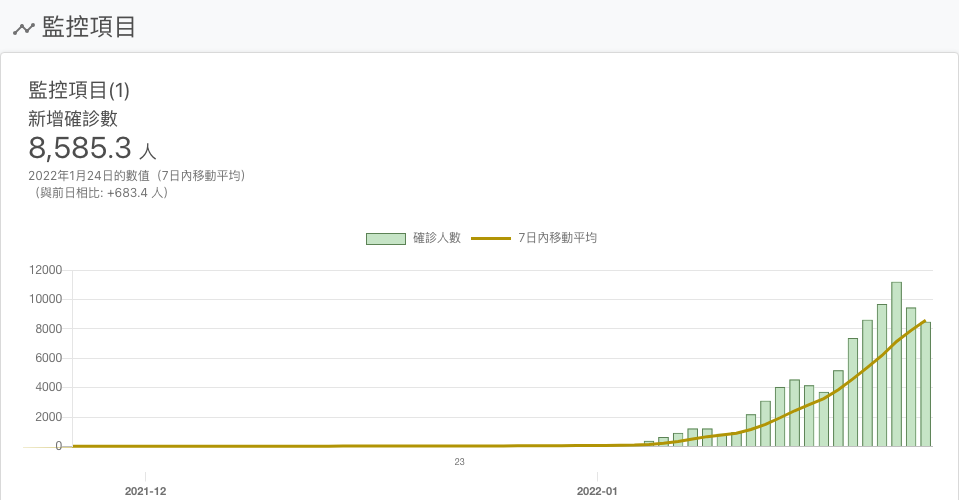 監控項目
監控項目(1)
新增確診數
8,585.3 人
2022年1月24日的數值（7日內移動平均）
（與前日相比: +683.4 人）
確診人數 7日內移動平均
12000
10000
8000
6000
4000
2000
0
23
2021-12 2022-01